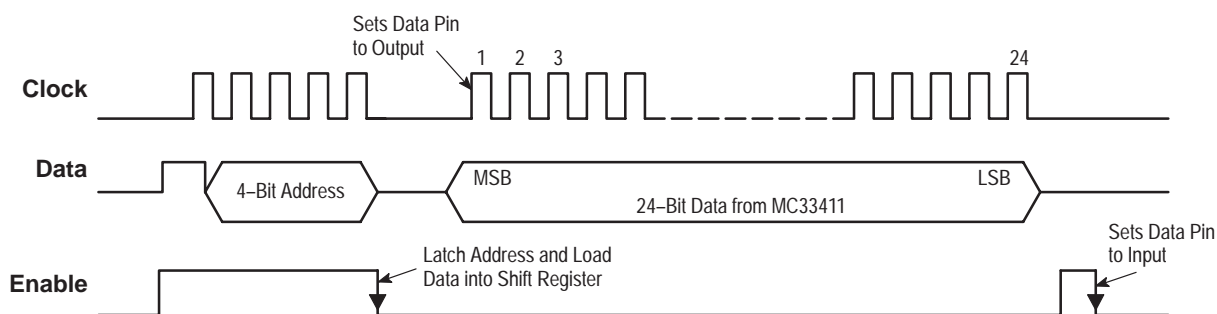 Sets Data Pin
to Output
1 2 3 24
Clock
Data
4–Bit Address
MSB LSB
24–Bit Data from MC33411
Sets Data Pin
to Input
Latch Address and Load
Data into Shift Register
Enable